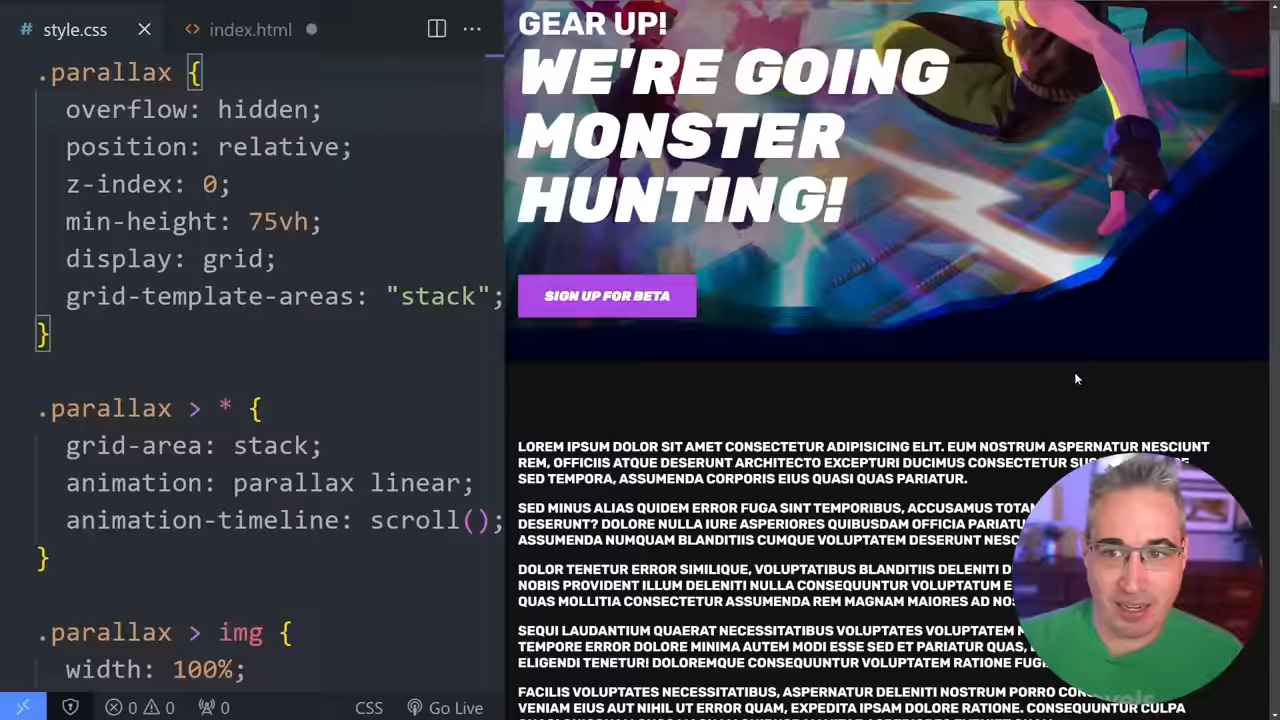 # style.css ×
<> index.html
.parallax {
overflow: hidden;
position: relative;
z-index: 0;
min-height: 75vh;
display: grid;
grid-template-areas: "stack";
}
.parallax > * {
grid-area: stack;
animation: parallax linear;
animation-timeline: scroll();
}
.parallax > img {
width: 100%;
0 0 0 CSS Go Live
GEAR UP!
WE'RE GOING
MONSTER
HUNTING!
SIGN UP FOR BETA
LOREM IPSUM DOLOR SIT AMET CONSECTETUR ADIPISICING ELIT. EUM NOSTRUM ASPERNATUR NESCIUNT
REM, OFFICIIS ATQUE DESERUNT ARCHITECTO EXCEPTURI DUCIMUS CONSECTETUR
SED TEMPORA, ASSUMENDA CORPORIS EIUS QUASI QUAS PARIATUR.
SED MINUS ALIAS QUIDEM ERROR FUGA SINT TEMPORIBUS, ACCUSAMUS
DESERUNT? DOLORE NULLA IURE ASPERIORES QUIBUSDAM OFFICIA
ASSUMENDA NUMQUAM BLANDITIIS CUMQUE VOLUPTATEM DESERUNT
DOLOR TENETUR ERROR SIMILIQUE, VOLUPTATIBUS BLANDITIIS DELENITI
NOBIS PROVIDENT ILLUM DELENITI NULLA CONSEQUUNTUR VOLUPTATUM
QUAS MOLLITIA CONSECTETUR ASSUMENDA REM MAGNAM MAIORES AD
SEQUI LAUDANTIUM QUAERAT NECESSITATIBUS VOLUPTATES VOLUPTATEM
TEMPORE ERROR DOLORE MINIMA AUTEM MODI ESSE SED ET PARIATUR QUAS,
ELIGENDI TENETUR! DOLOREMQUE CONSEQUUNTUR VOLUPTATEM RATIONE
FACILIS VOLUPTATES NECESSITATIBUS, ASPERNATUR DELENITI NOSTRUM PORRO
VENIAM EIUS AUT NIHIL UT ERROR QUAM, EXPEDITA IPSAM DOLORE RATIONE. CONSEQUUNTUR CULPA